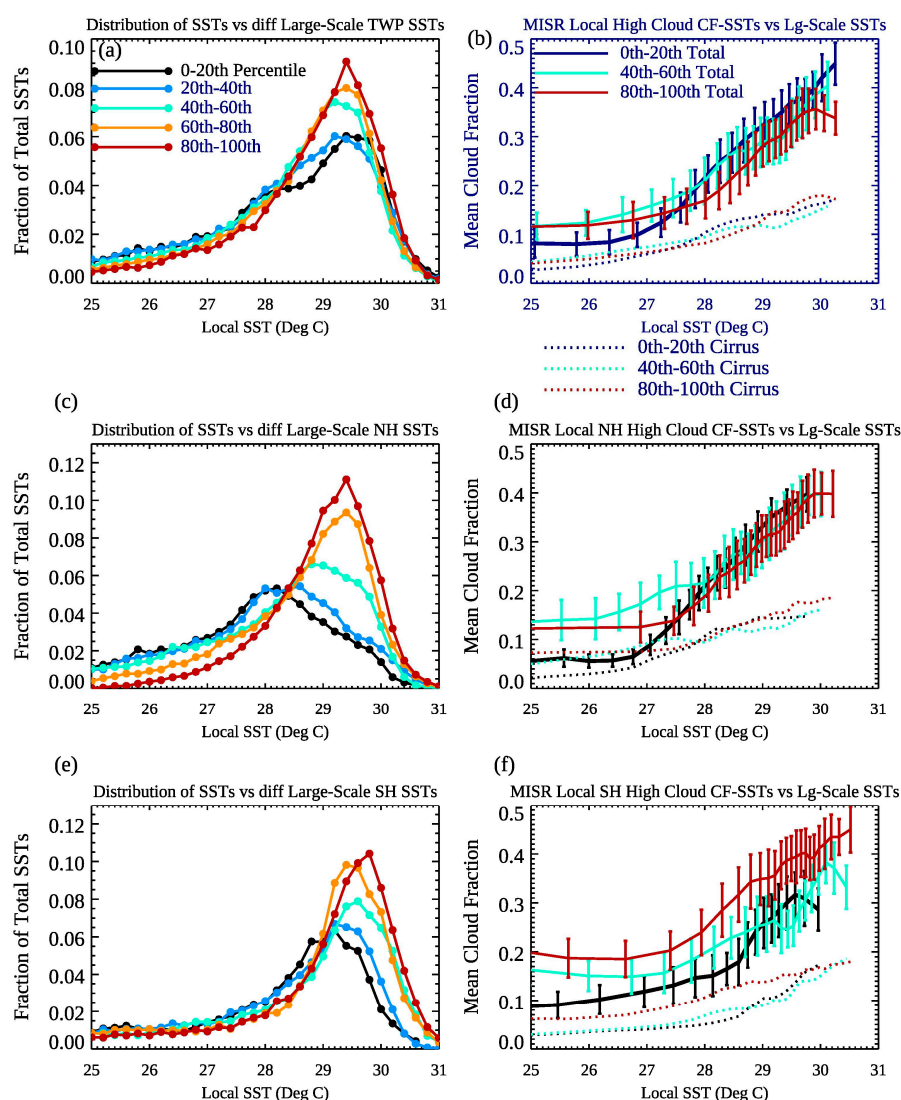 Distribution of SSTs vs diff Large-Scale TWP SSTs
(a)
Fraction of Total SSTs
0.10
0.08
0.06
0.04
0.02
0.00
0-20th Percentile
20th-40th
40th-60th
60th-80th
80th-100th
25 26 27 28 29 30 31
Local SST (Deg C)
MISR Local High Cloud CF-SSTs vs Lg-Scale SSTs
(b)
Mean Cloud Fraction
0.5
0.4
0.3
0.2
0.1
0.0
0th-20th Total
40th-60th Total
80th-100th Total
25 26 27 28 29 30 31
Local SST (Deg C)
0th-20th Cirrus
40th-60th Cirrus
80th-100th Cirrus
(c)
Distribution of SSTs vs diff Large-Scale NH SSTs
Fraction of Total SSTs
0.12
0.10
0.08
0.06
0.04
0.02
0.00
25 26 27 28 29 30 31
Local SST (Deg C)
(d)
MISR Local NH High Cloud CF-SSTs vs Lg-Scale SSTs
Mean Cloud Fraction
0.5
0.4
0.3
0.2
0.1
0.0
25 26 27 28 29 30 31
Local SST (Deg C)
(e)
Distribution of SSTs vs diff Large-Scale SH SSTs
Fraction of Total SSTs
0.12
0.10
0.08
0.06
0.04
0.02
0.00
25 26 27 28 29 30 31
Local SST (Deg C)
(f)
MISR Local SH High Cloud CF-SSTs vs Lg-Scale SSTs
Mean Cloud Fraction
0.5
0.4
0.3
0.2
0.1
0.0
25 26 27 28 29 30 31
Local SST (Deg C)